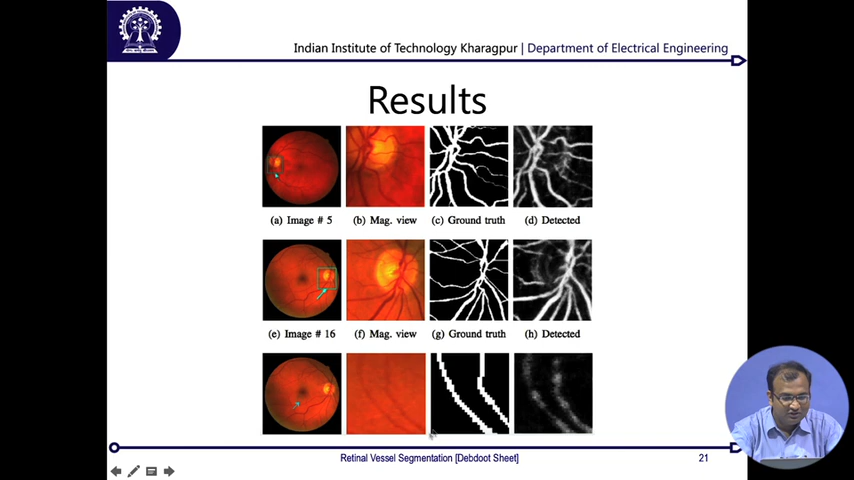 Indian Institute of Technology Kharagpur | Department of Electrical Engineering
Results
(a) Image # 5 (b) Mag. view (c) Ground truth (d) Detected
(e) Image # 16 (f) Mag. view (g) Ground truth (h) Detected
Retinal Vessel Segmentation [Debdoot Sheet] 21